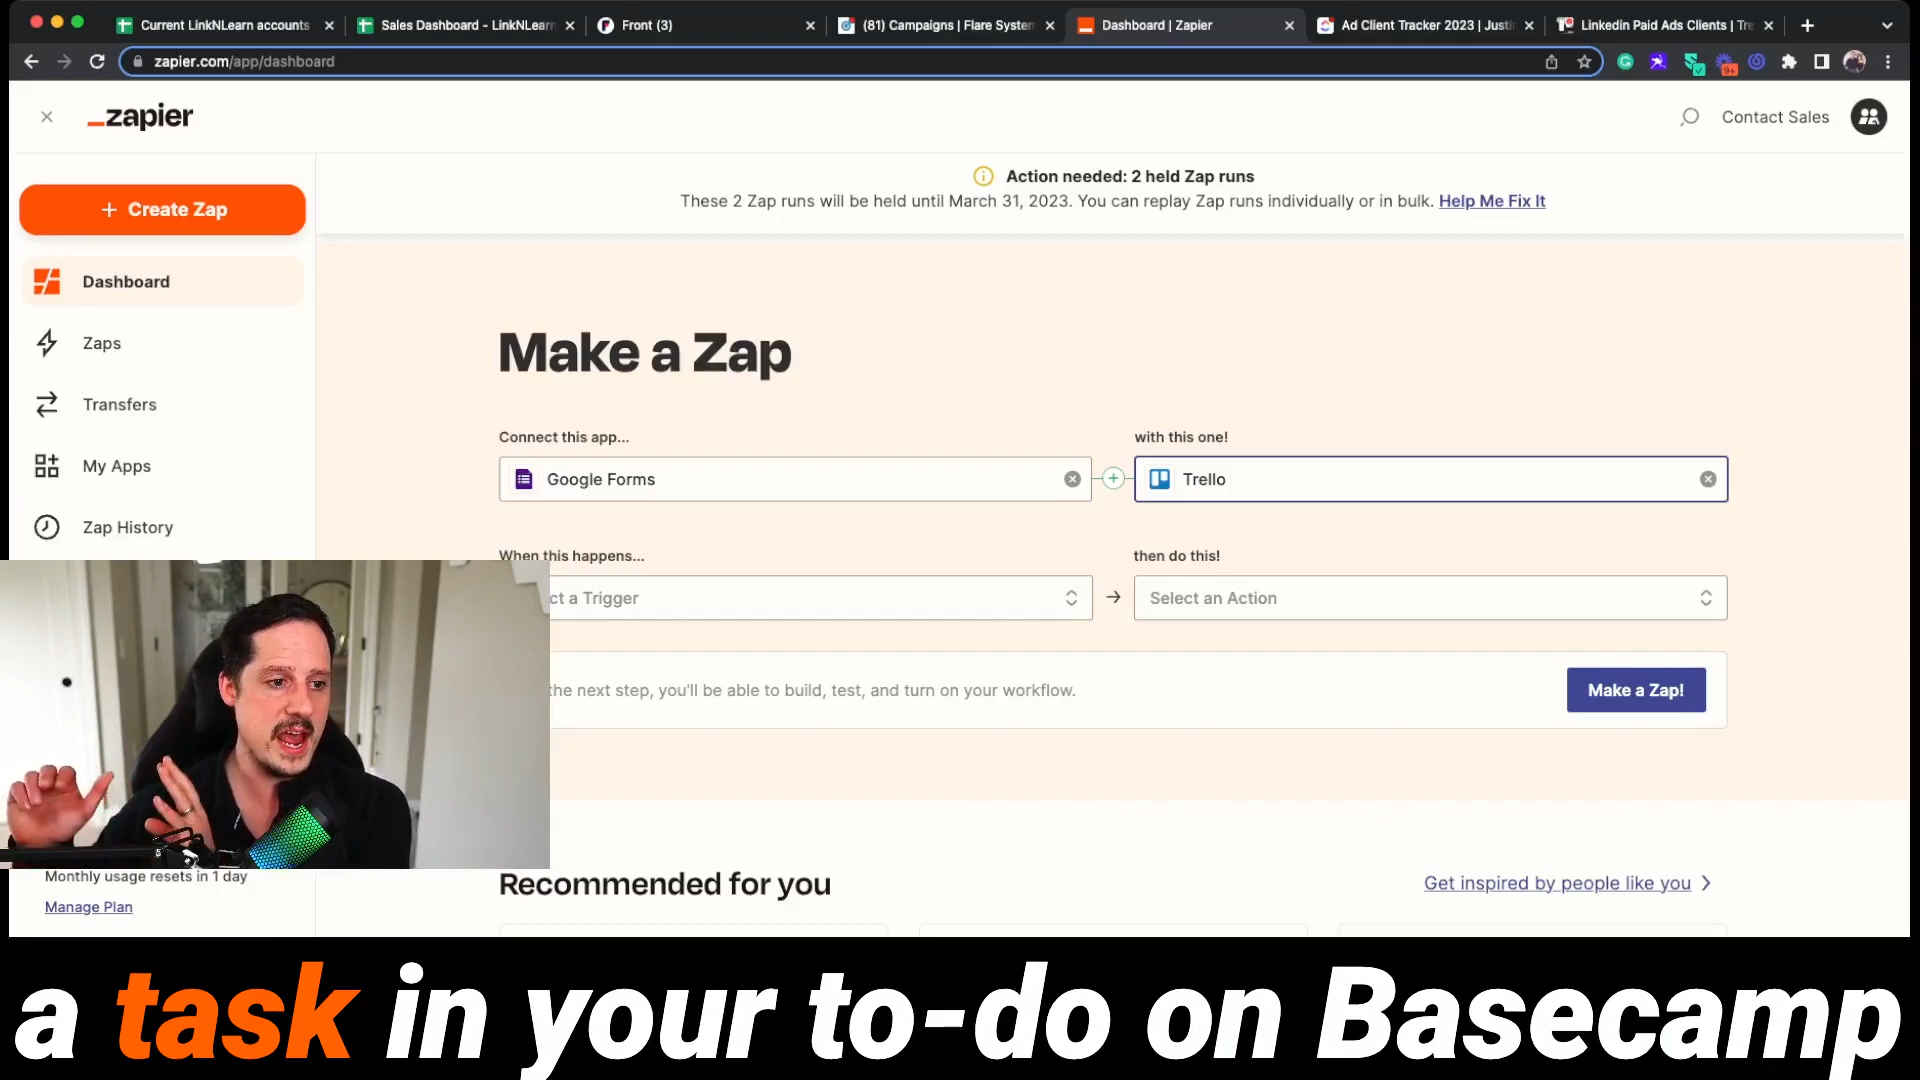 Current LinkNLearn accounts
Sales Dashboard - LinkNLearn
Front (3)
(81) Campaigns | Flare System
Dashboard | Zapier
Ad Client Tracker 2023 | Justin
Linkedin Paid Ads Clients | Tre
zapier.com/app/dashboard
9+
zapier
Contact Sales
Action needed: 2 held Zap runs
These 2 Zap runs will be held until March 31, 2023. You can replay Zap runs individually or in bulk. Help Me Fix It
+ Create Zap
Dashboard
Zaps
Transfers
My Apps
Zap History
Make a Zap
Connect this app...
with this one!
Google Forms
Trello
When this happens...
then do this!
ct a Trigger
Select an Action
the next step, you'll be able to build, test, and turn on your workflow.
Make a Zap!
Monthly usage resets in 1 day
Manage Plan
Recommended for you
Get inspired by people like you
a task in your to-do on Basecamp